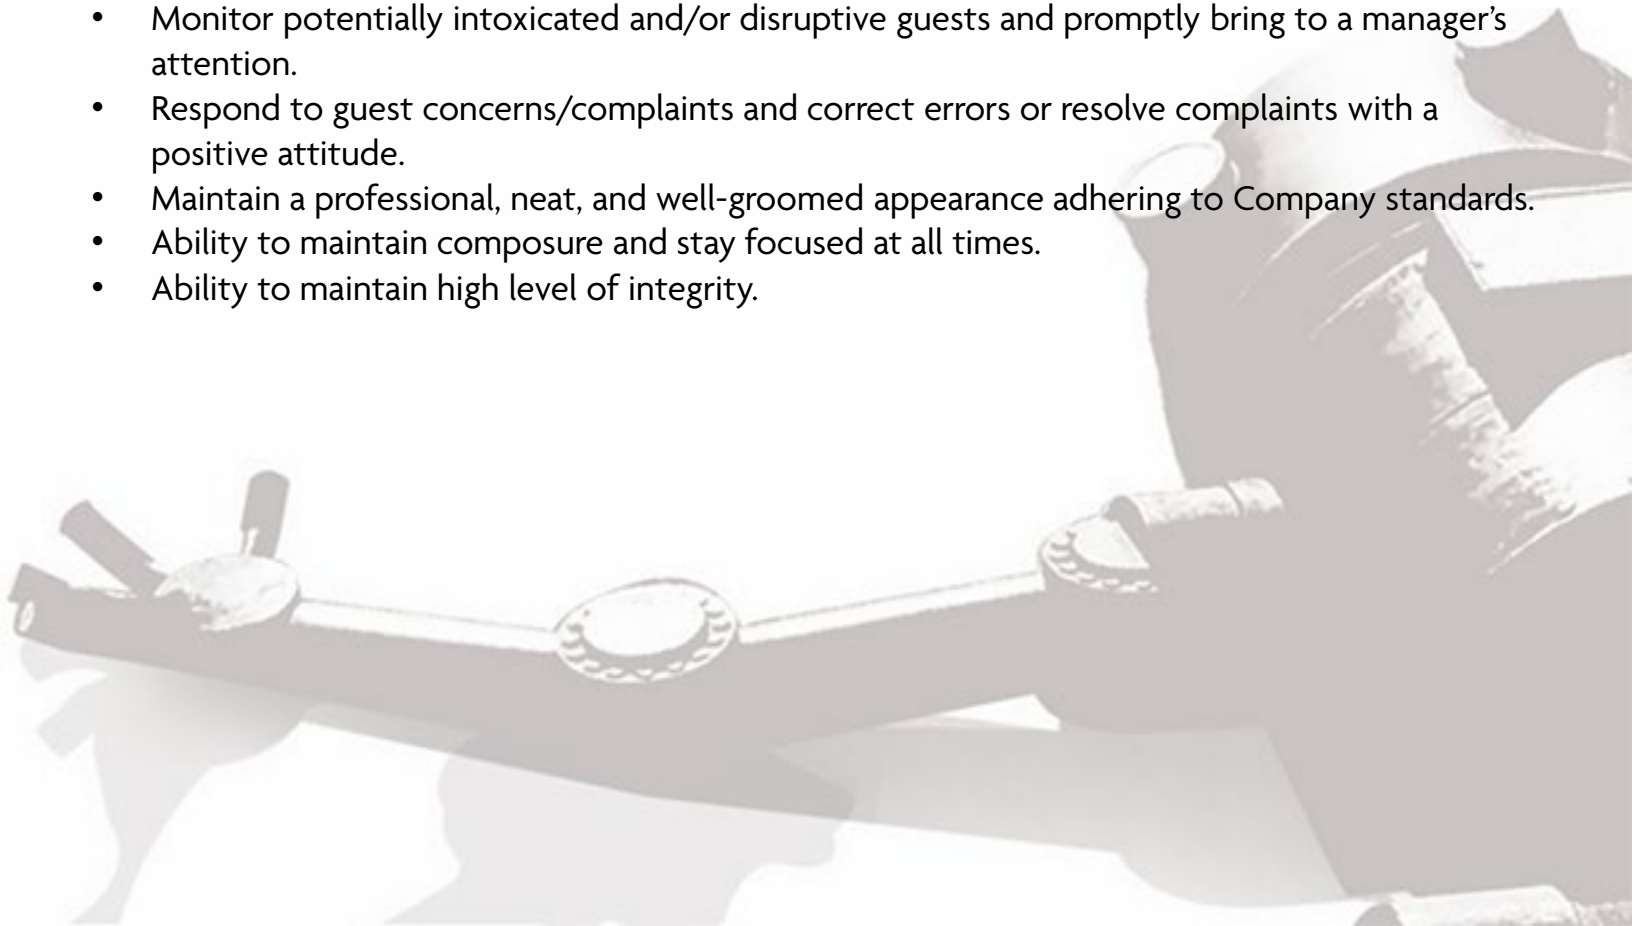 • Monitor potentially intoxicated and/or disruptive guests and promptly bring to a manager’s
attention.
• Respond to guest concerns/complaints and correct errors or resolve complaints with a
positive attitude.
• Maintain a professional, neat, and well-groomed appearance adhering to Company standards.
• Ability to maintain composure and stay focused at all times.
• Ability to maintain high level of integrity.